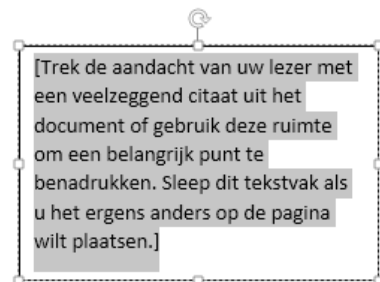 [Trek de aandacht van uw lezer met
een veelzeggend citaat uit het
document of gebruik deze ruimte
om een belangrijk punt te
benadrukken. Sleep dit tekstvak als
u het ergens anders op de pagina
wilt plaatsen.]